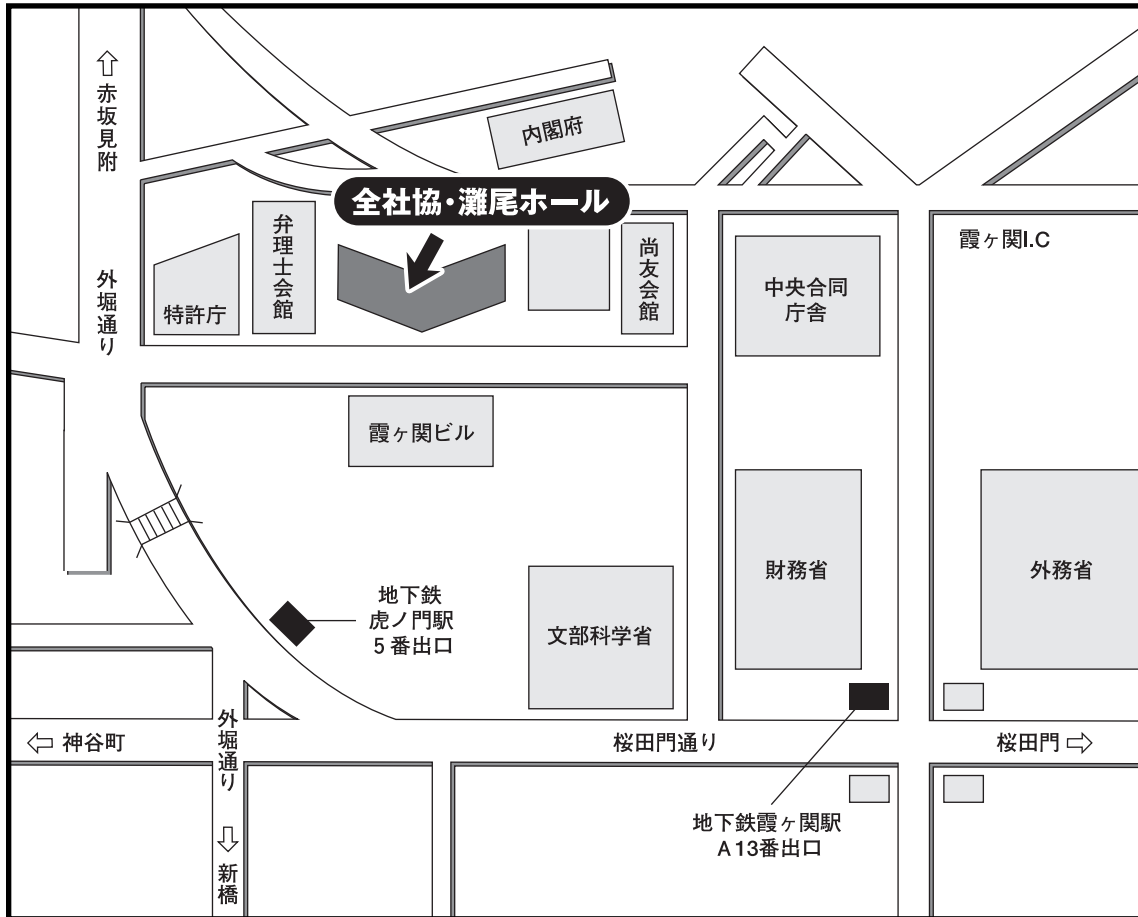 赤坂見附
内閣府
全社協・灘尾ホール
弁理士会館
尚友会館
霞ヶ関I.C
外堀通り
特許庁
中央合同
庁舎
霞ヶ関ビル
財務省
外務省
地下鉄
虎ノ門駅
5番出口
文部科学省
神谷町
外堀通り
桜田門通り
桜田門
地下鉄霞ヶ関駅
A13番出口
新橋